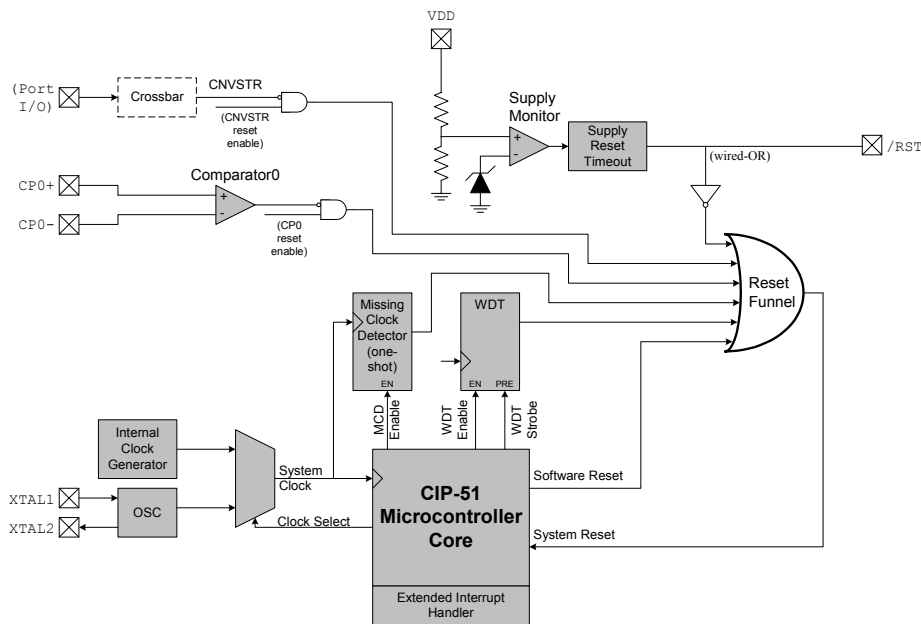 VDD
(Port
I/O)
Crossbar
CNVSTR
(CNVSTR
reset
enable)
Supply
Monitor
+
-
Supply
Reset
Timeout
(wired-OR)
/RST
CP0+
CP0-
Comparator0
+
-
(CP0
reset
enable)
Reset
Funnel
Missing
Clock
Detector
(one-
shot)
EN
WDT
EN
PRE
MCD
Enable
WDT
Enable
WDT
Strobe
Internal
Clock
Generator
System
Clock
XTAL1
XTAL2
OSC
Clock Select
CIP-51
Microcontroller
Core
Software Reset
System Reset
Extended Interrupt
Handler